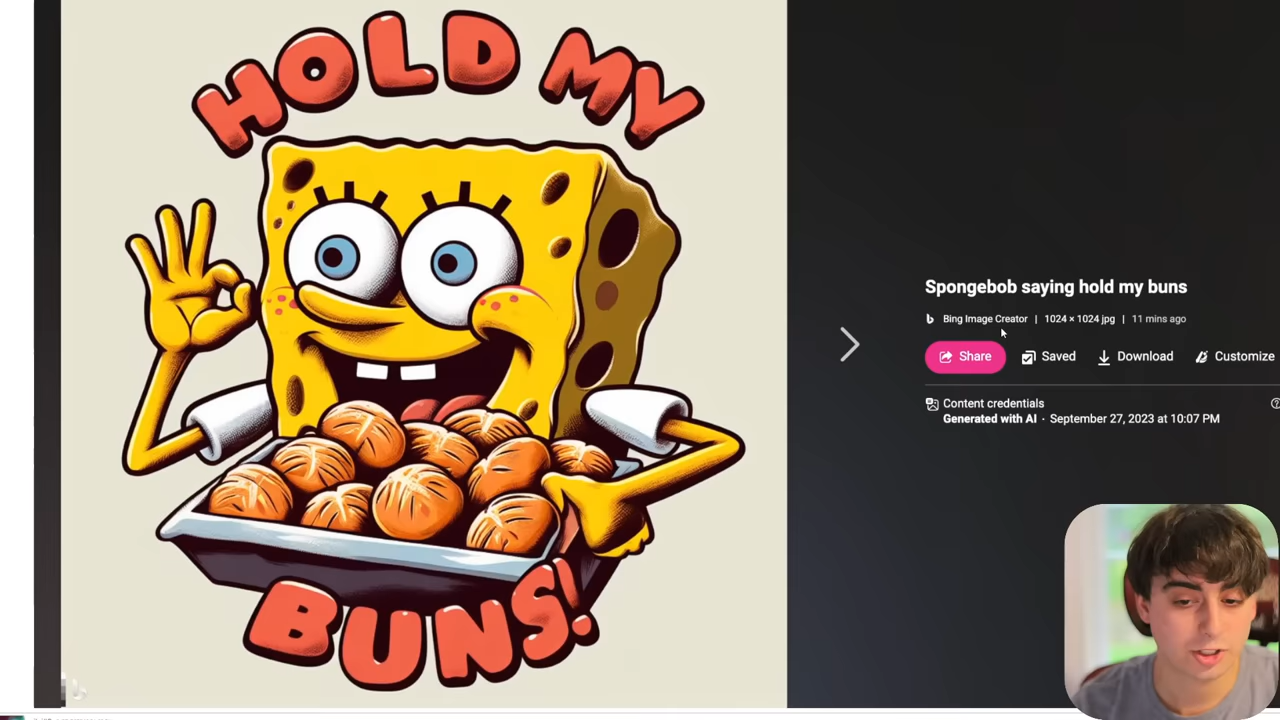 HOLD MY
BUNS!
Spongebob saying hold my buns
Bing Image Creator | 1024 × 1024 jpg | 11 mins ago
Share Saved Download Customize
Content credentials
Generated with AI · September 27, 2023 at 10:07 PM